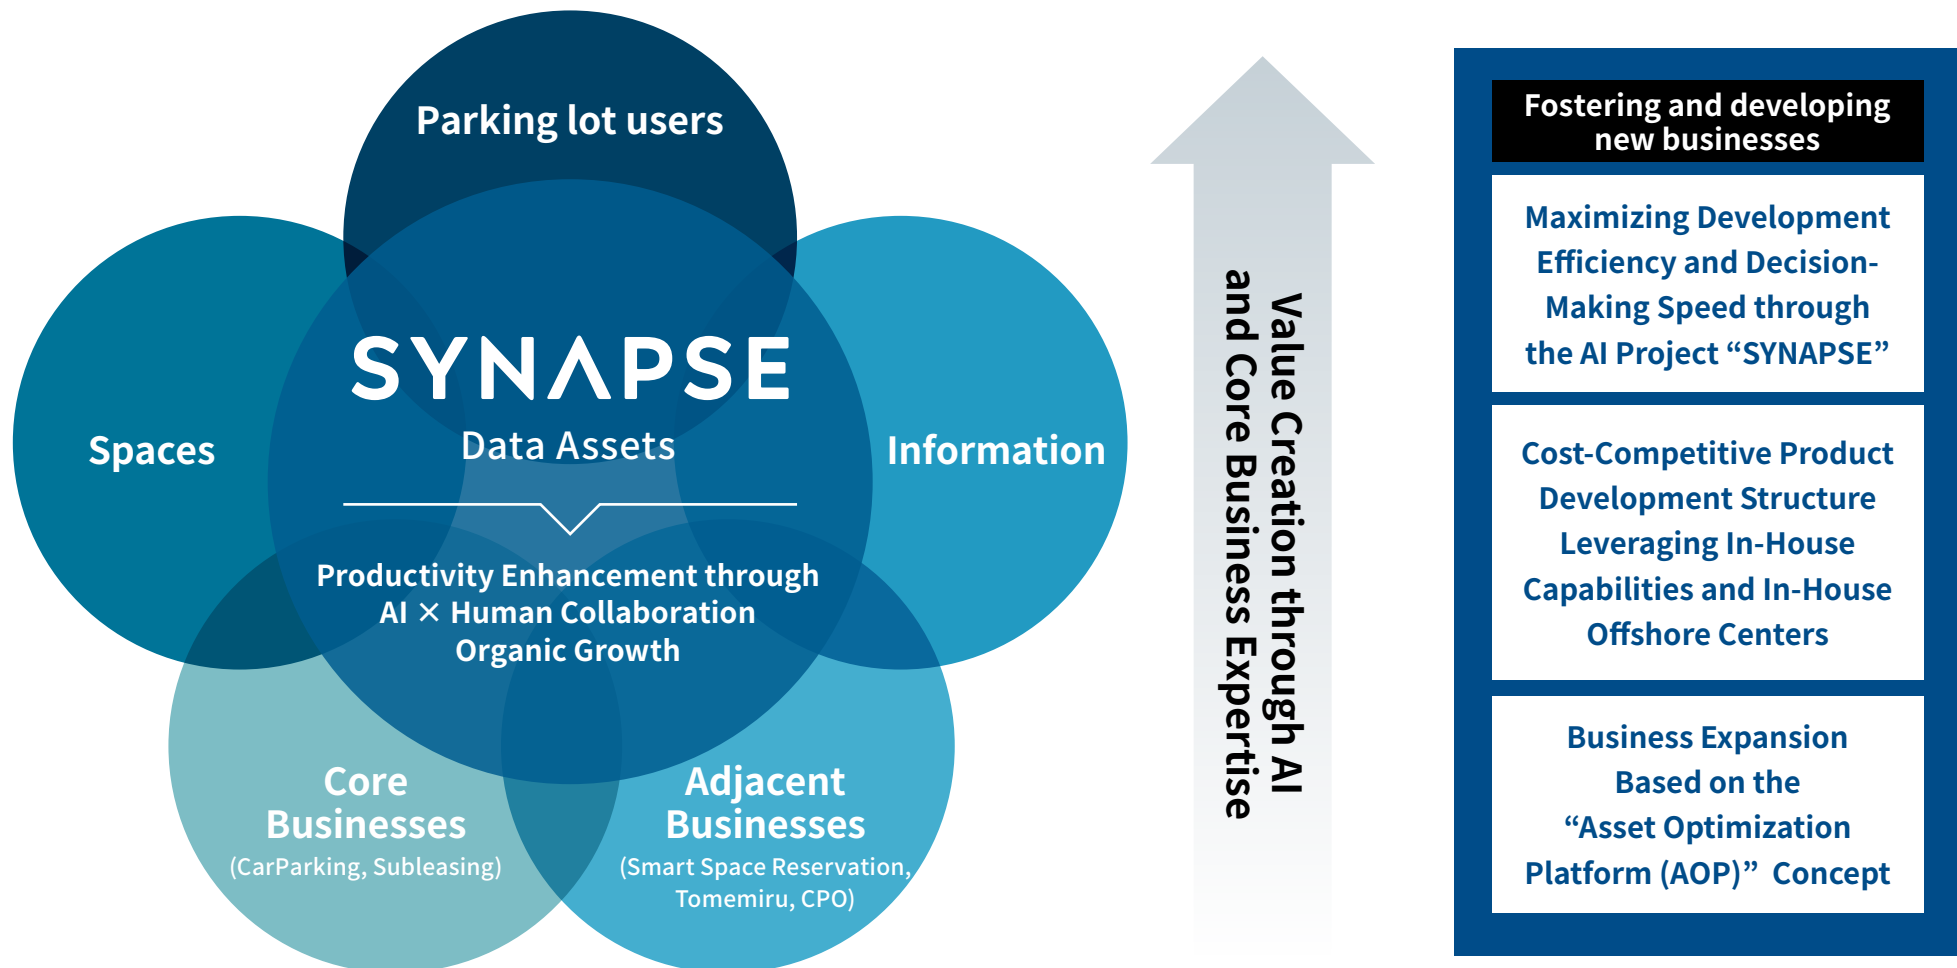 Parking lot users
Spaces
SYNAPSE
Data Assets
Information
Productivity Enhancement through
AI × Human Collaboration
Organic Growth
Core
Businesses
(CarParking, Subleasing)
Adjacent
Businesses
(Smart Space Reservation,
Tomemiru, CPO)
Value Creation through AI
and Core Business Expertise
Fostering and developing
new businesses
Maximizing Development
Efficiency and Decision-
Making Speed through
the AI Project “SYNAPSE”
Cost-Competitive Product
Development Structure
Leveraging In-House
Capabilities and In-House
Offshore Centers
Business Expansion
Based on the
“Asset Optimization
Platform (AOP)” Concept